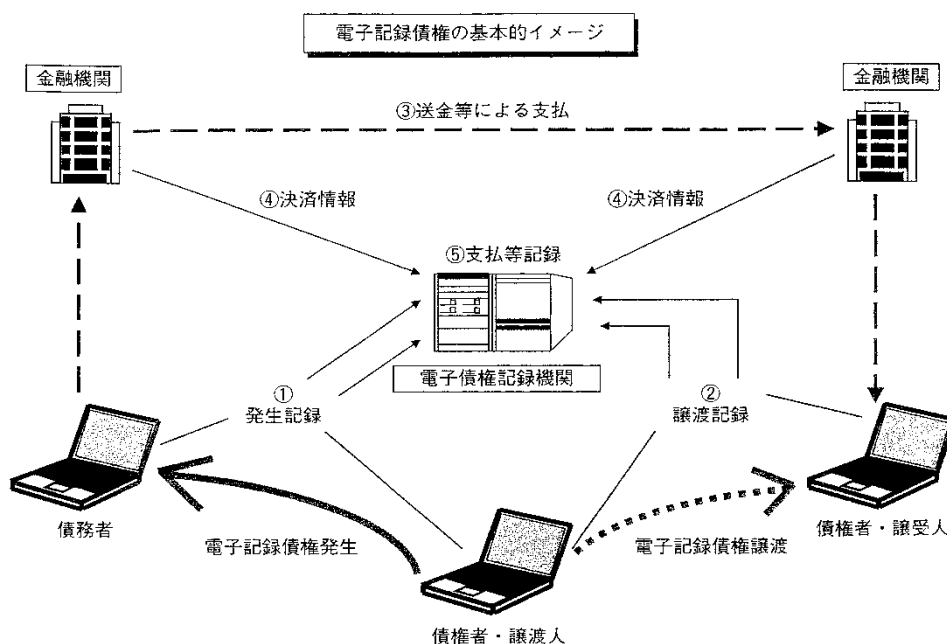 電子記録債権の基本的イメージ
金融機関
金融機関
③送金等による支払
④決済情報
④決済情報
⑤支払等記録
電子債権記録機関
①
発生記録
②
譲渡記録
債務者
電子記録債権発生
電子記録債権譲渡
債権者・譲受人
債権者・譲渡人